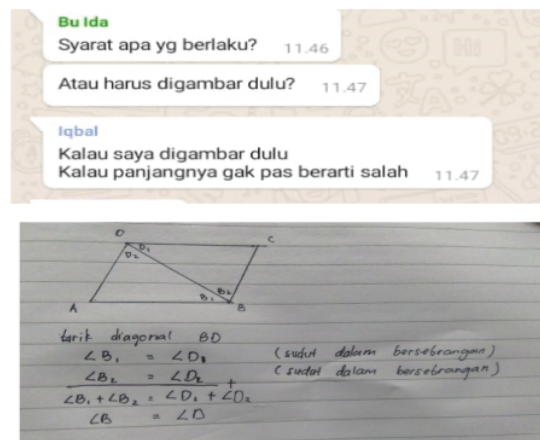 Bu Ida
Syarat apa yg berlaku? 11.46
Atau harus digambar dulu? 11.47
Iqbal
Kalau saya digambar dulu
Kalau panjangnya gak pas berarti salah 11.47
D C
D₁
D₂
B₂
B₁
A B
tarik diagonal BD
∠B₁ = ∠D₁ (sudut dalam bersebrangan)
∠B₂ = ∠D₂ + (sudut dalam bersebrangan)
∠B₁ + ∠B₂ = ∠D₁ + ∠D₂
∠B = ∠D